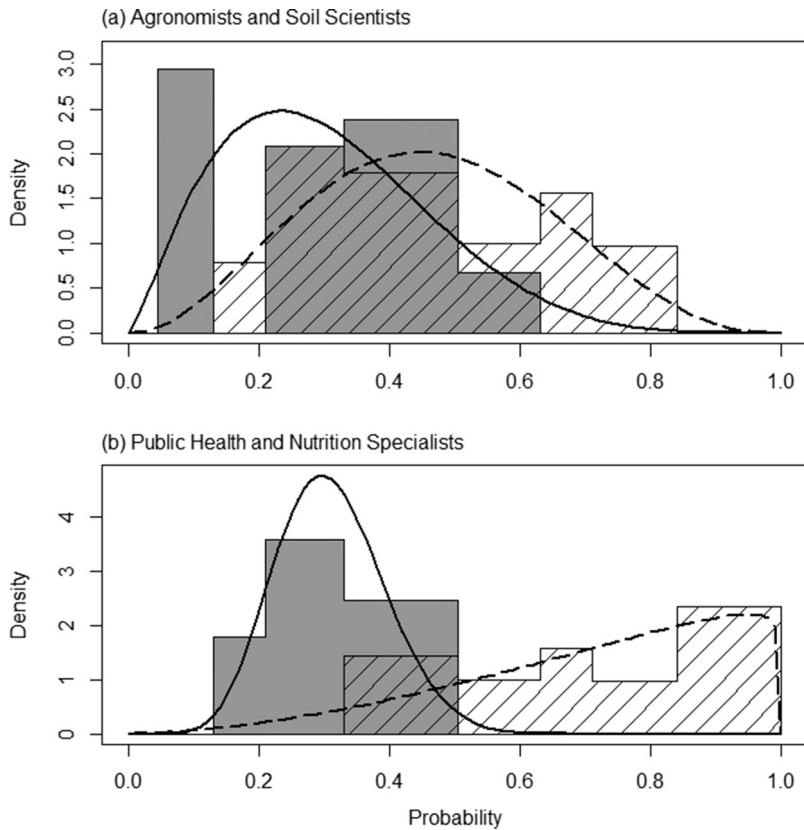 (a) Agronomists and Soil Scientists
3.0
2.5
2.0
1.5
1.0
0.5
0.0
Density
0.0 0.2 0.4 0.6 0.8 1.0
(b) Public Health and Nutrition Specialists
4
3
2
1
0
Density
0.0 0.2 0.4 0.6 0.8 1.0
Probability